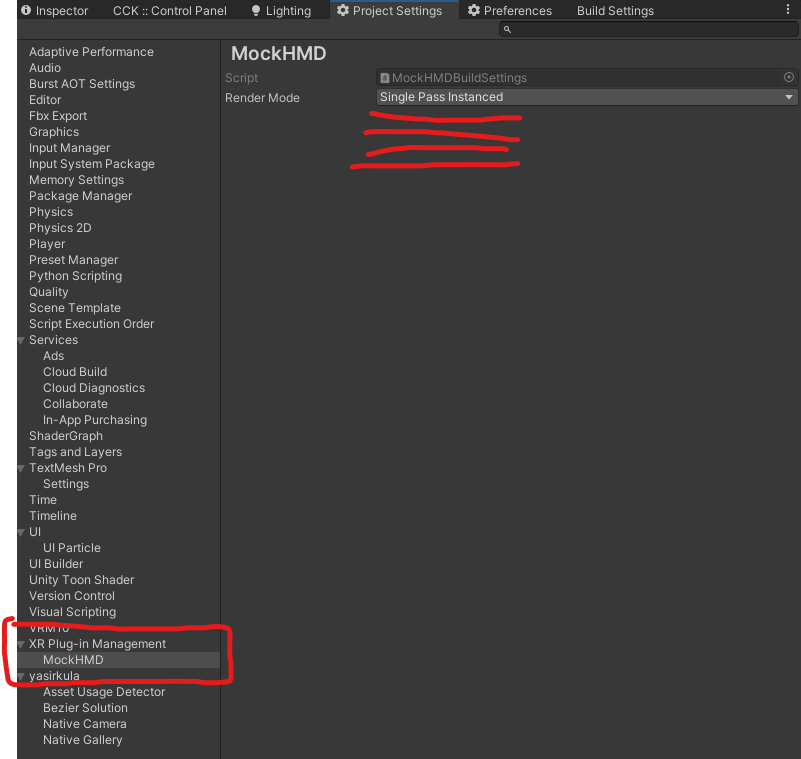 Inspector CCK :: Control Panel Lighting Project Settings Preferences Build Settings
MockHMD
Script MockHMDBuildSettings
Render Mode Single Pass Instanced
Adaptive Performance
Audio
Burst AOT Settings
Editor
Fbx Export
Graphics
Input Manager
Input System Package
Memory Settings
Package Manager
Physics
Physics 2D
Player
Preset Manager
Python Scripting
Quality
Scene Template
Script Execution Order
Services
Ads
Cloud Build
Cloud Diagnostics
Collaborate
In-App Purchasing
ShaderGraph
Tags and Layers
TextMesh Pro
Settings
Time
Timeline
UI
UI Particle
UI Builder
Unity Toon Shader
Version Control
Visual Scripting
VRM10
XR Plug-in Management
MockHMD
yasirkula
Asset Usage Detector
Bezier Solution
Native Camera
Native Gallery